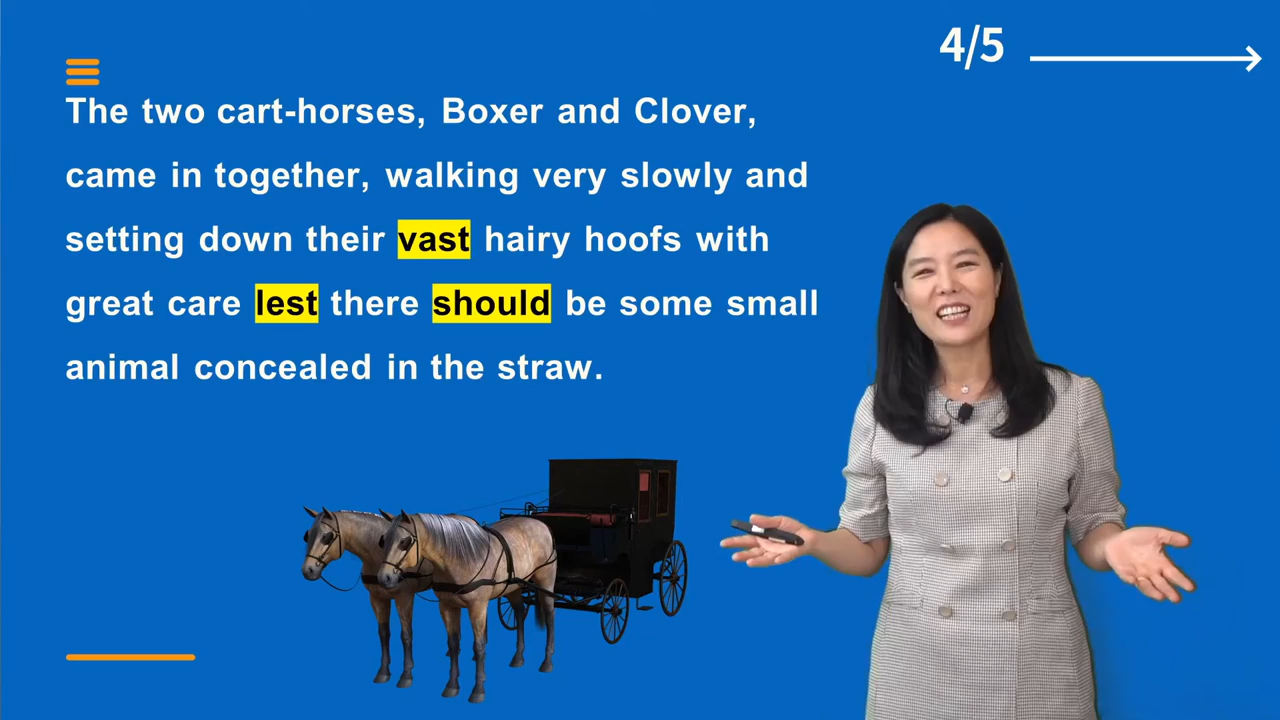 4/5
The two cart-horses, Boxer and Clover,
came in together, walking very slowly and
setting down their vast hairy hoofs with
great care lest there should be some small
animal concealed in the straw.